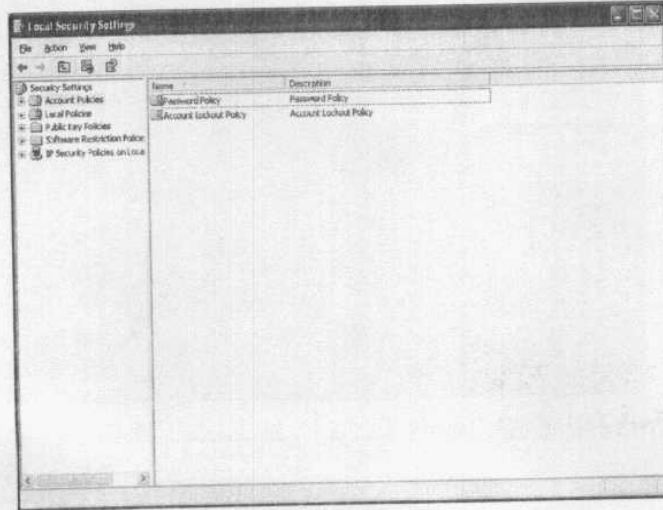 Local Security Settings
File Action View Help
Security Settings
Account Policies
Local Policies
Public Key Policies
Software Restriction Police
IP Security Policies on Loca
Name Description
Password Policy Password Policy
Account Lockout Policy Account Lockout Policy